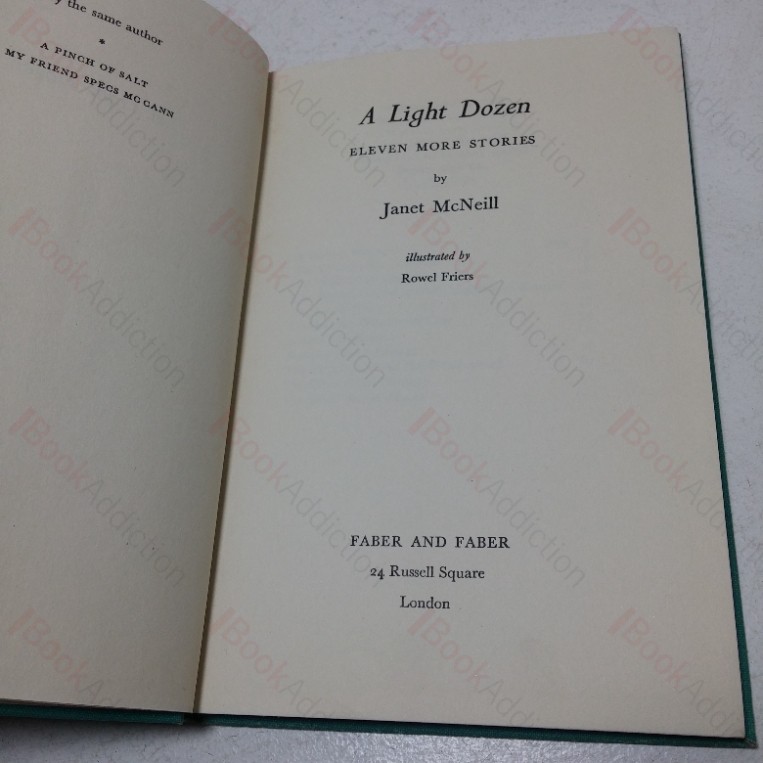 the same author
*
A PINCH OF SALT
MY FRIEND SPECS MCCANN
A Light Dozen
ELEVEN MORE STORIES
by
Janet McNeill
illustrated by
Rowel Friers
FABER AND FABER
24 Russell Square
London
BookAddiction